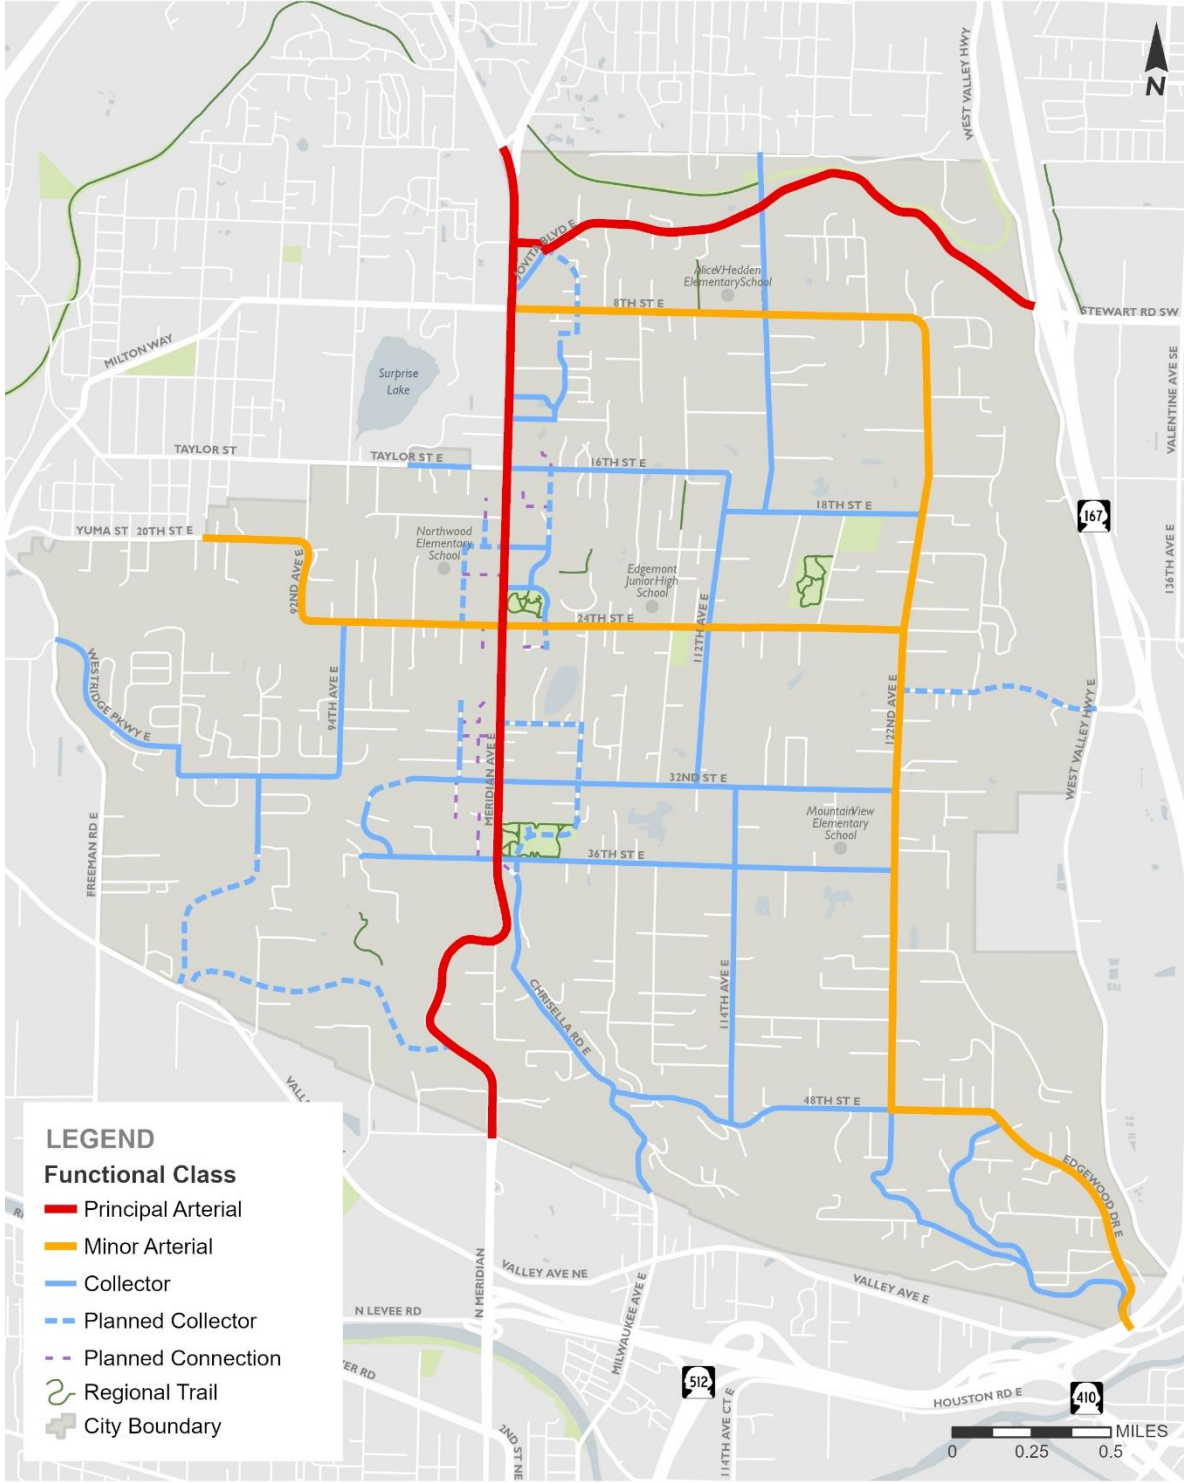 WEST VALLEY HWY
N
JOVITA BLVD E
Alice V Hedden
Elementary School
8TH ST E
STEWART RD SW
MILTON WAY
Surprise
Lake
VALENTINE AVE SE
TAYLOR ST
TAYLOR ST E
16TH ST E
18TH ST E
167
YUMA ST
20TH ST E
Northwood
Elementary
School
136TH AVE E
92ND AVE E
Edgemont
Junior High
School
24TH ST E
112TH AVE E
WESTRIDGE PKWY E
94TH AVE E
122ND AVE E
WEST VALLEY HWY E
MERIDIAN AVE E
32ND ST E
Mountain View
Elementary
School
FREEMAN RD E
36TH ST E
CHRISELLA RD E
114TH AVE E
48TH ST E
EDGEWOOD DR E
LEGEND
Functional Class
Principal Arterial
Minor Arterial
Collector
Planned Collector
Planned Connection
Regional Trail
City Boundary
N MERIDIAN
VALLEY AVE NE
VALLEY AVE E
N LEVEE RD
MILWAUKEE AVE E
512
114TH AVE CT E
HOUSTON RD E
410
2ND ST NE
MILES
0 0.25 0.5